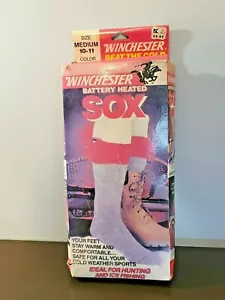 SIZE
MEDIUM
10-11
COLOR
WINCHESTER
BEAT THE COLD
WINCHESTER
BATTERY HEATED
SOX
YOUR FEET
STAY WARM AND
COMFORTABLE...
SAFE FOR ALL YOUR
COLD WEATHER SPORTS
IDEAL FOR HUNTING
AND ICE FISHING